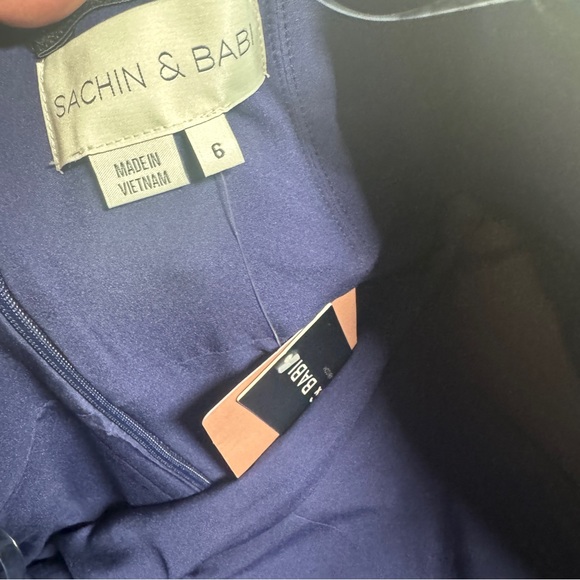 SACHIN & BABI
MADE IN
VIETNAM
6
BABI